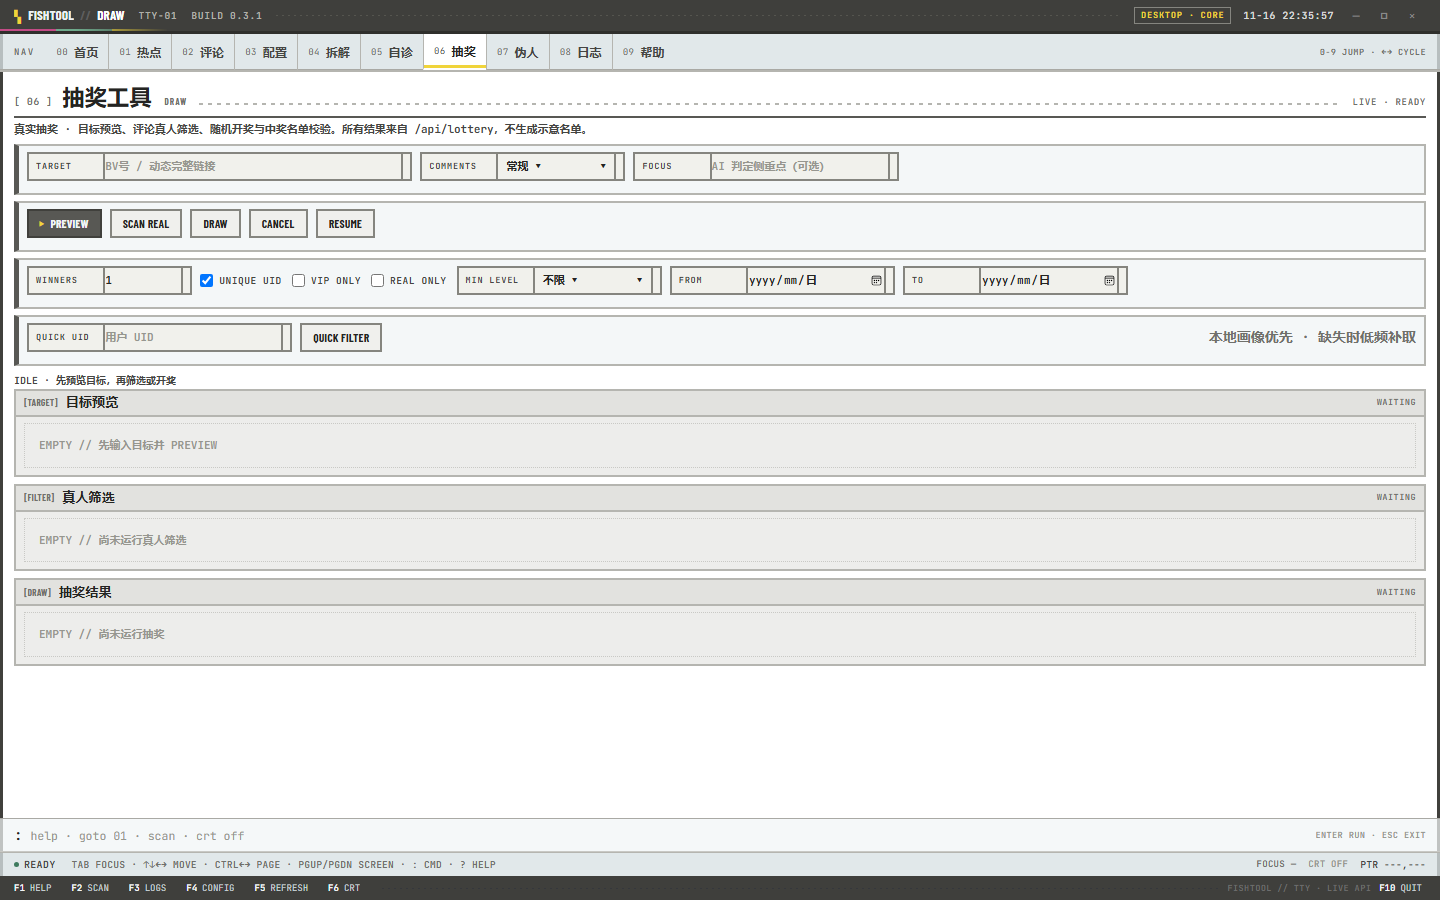 FISHTOOL // DRAW TTY-01 BUILD 0.3.1 DESKTOP · CORE 11-16 22:35:57
NAV 00 首页 01 热点 02 评论 03 配置 04 拆解 05 自诊 06 抽奖 07 伪人 08 日志 09 帮助 0-9 JUMP · ↔ CYCLE
[ 06 ] 抽奖工具 DRAW LIVE · READY
真实抽奖 · 目标预览、评论真人筛选、随机开奖与中奖名单校验。所有结果来自 /api/lottery，不生成示意名单。
TARGET BV号 / 动态完整链接 COMMENTS 常规 ▾ FOCUS AI 判定侧重点 (可选)
▶ PREVIEW SCAN REAL DRAW CANCEL RESUME
WINNERS 1 UNIQUE UID VIP ONLY REAL ONLY MIN LEVEL 不限 ▾ FROM yyyy/mm/日 TO yyyy/mm/日
QUICK UID 用户 UID QUICK FILTER 本地画像优先 · 缺失时低频补取
IDLE · 先预览目标，再筛选或开奖
[TARGET] 目标预览 WAITING
EMPTY // 先输入目标并 PREVIEW
[FILTER] 真人筛选 WAITING
EMPTY // 尚未运行真人筛选
[DRAW] 抽奖结果 WAITING
EMPTY // 尚未运行抽奖
: help · goto 01 · scan · crt off ENTER RUN · ESC EXIT
READY TAB FOCUS · ↑↓↔ MOVE · CTRL↔ PAGE · PGUP/PGDN SCREEN · : CMD · ? HELP FOCUS — CRT OFF PTR ---,---
F1 HELP F2 SCAN F3 LOGS F4 CONFIG F5 REFRESH F6 CRT FISHTOOL // TTY · LIVE API F10 QUIT